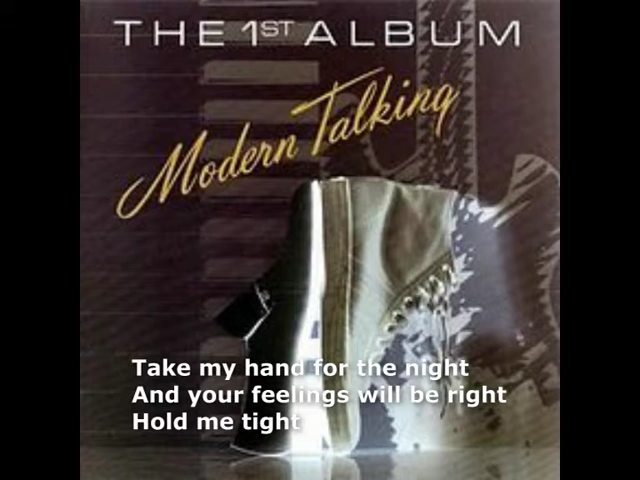 THE 1ST ALBUM
Modern Talking
Take my hand for the night
And your feelings will be right
Hold me tight